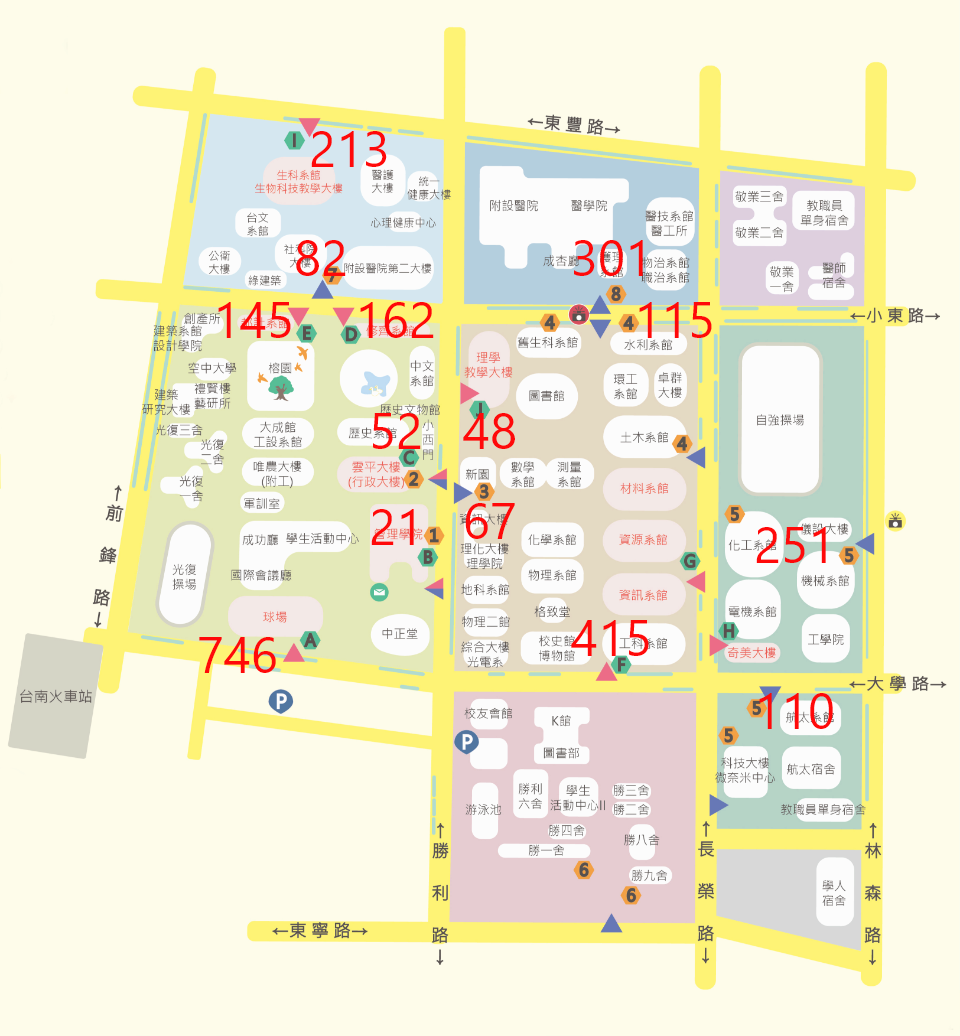 ←東豐路→
I
213
生科系館
生物科技教學大樓
醫護
大樓
統一
健康大樓
台文
系館
心理健康中心
公衛
大樓
綠建築
82
7
附設醫院第二大樓
附設醫院
醫學院
醫技系館
醫工所
成杏廳
301
物治系館
職治系館
8
敬業三舍
敬業二舍
教職員
單身宿舍
敬業
一舍
醫師
宿舍
←小東路→
創產所
145
E
162
D
建築系館
設計學院
空中大學
榕園
中文
系館
禮賢樓
藝研所
建築
研究大樓
歷史文物館
光復三舍
光復
二舍
大成館
工設系館
歷史系館
52
小
西
門
C
唯農大樓
(附工)
雲平大樓
(行政大樓)
2
光復
一舍
軍訓室
21
管理學院
1
B
成功廳
學生活動中心
光復
操場
國際會議廳
球場
A
746
中正堂
4
4
115
舊生科系館
水利系館
理學
教學大樓
J
48
圖書館
環工
系館
卓群
大樓
土木系館
4
新園
3
數學
系館
測量
系館
材料系館
67
理化大樓
理學院
化學系館
資源系館
G
地科系館
物理系館
資訊系館
物理二館
格致堂
綜合大樓
光電系
校史館
博物館
415
工科系館
F
自強操場
5
化工系館
251
儀設大樓
5
機械系館
電機系館
H
奇美大樓
工學院
←大學路→
←前鋒路→
台南火車站
P
P
校友會館
K館
圖書部
游泳池
勝利
六舍
學生
活動中心II
勝三舍
勝二舍
勝四舍
勝一舍
勝八舍
勝九舍
6
6
5
110
航太系館
5
科技大樓
微奈米中心
航太宿舍
教職員單身宿舍
學人
宿舍
←勝利路→
←長榮路→
←林森路→
←東寧路→